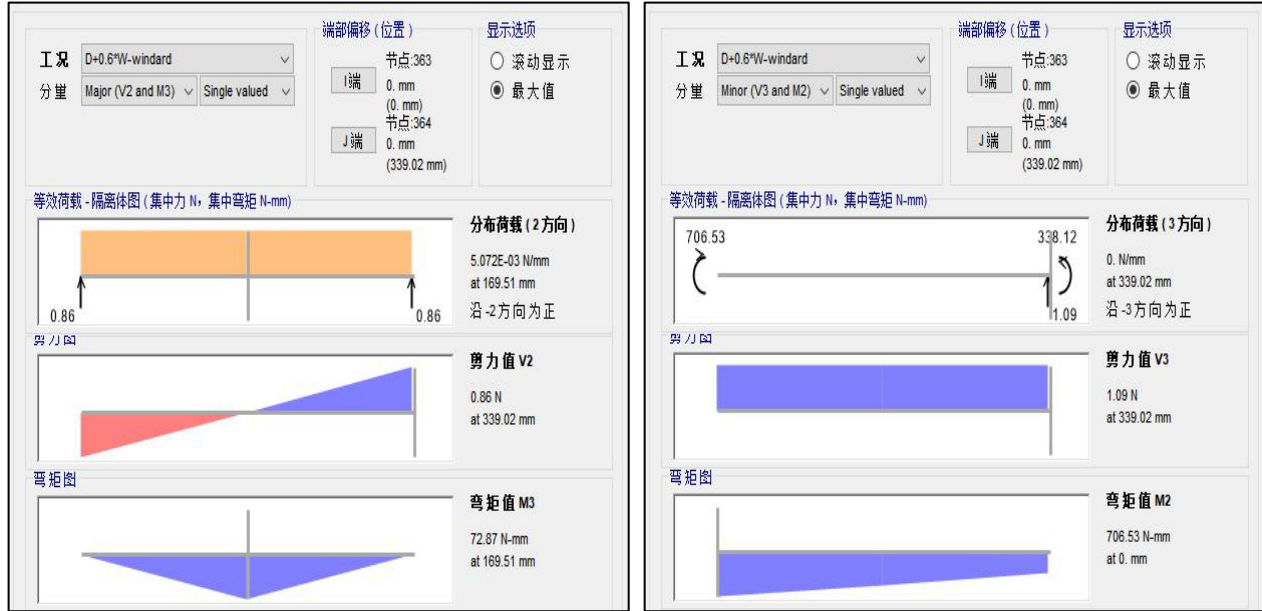 端部偏移 ( 位置 )
显示选项
工况
D+0.6*W-windard
节点:363
滚动显示
I端
0. mm
最大值
分量
Major (V2 and M3)
Single valued
(0. mm)
节点:364
J端
0. mm
(339.02 mm)
等效荷载 - 隔离体图 ( 集中力 N，集中弯矩 N-mm)
分布荷载 ( 2方向 )
5.072E-03 N/mm
at 169.51 mm
沿 -2方向为正
0.86
0.86
剪力图
剪力值 V2
0.86 N
at 339.02 mm
弯矩图
弯矩值 M3
72.87 N-mm
at 169.51 mm
端部偏移 ( 位置 )
显示选项
工况
D+0.6*W-windard
节点:363
滚动显示
I端
0. mm
最大值
分量
Minor (V3 and M2)
Single valued
(0. mm)
节点:364
J端
0. mm
(339.02 mm)
等效荷载 - 隔离体图 ( 集中力 N，集中弯矩 N-mm)
分布荷载 ( 3方向 )
706.53
338.12
0. N/mm
at 339.02 mm
沿 -3方向为正
1.09
剪力图
剪力值 V3
1.09 N
at 339.02 mm
弯矩图
弯矩值 M2
706.53 N-mm
at 0. mm